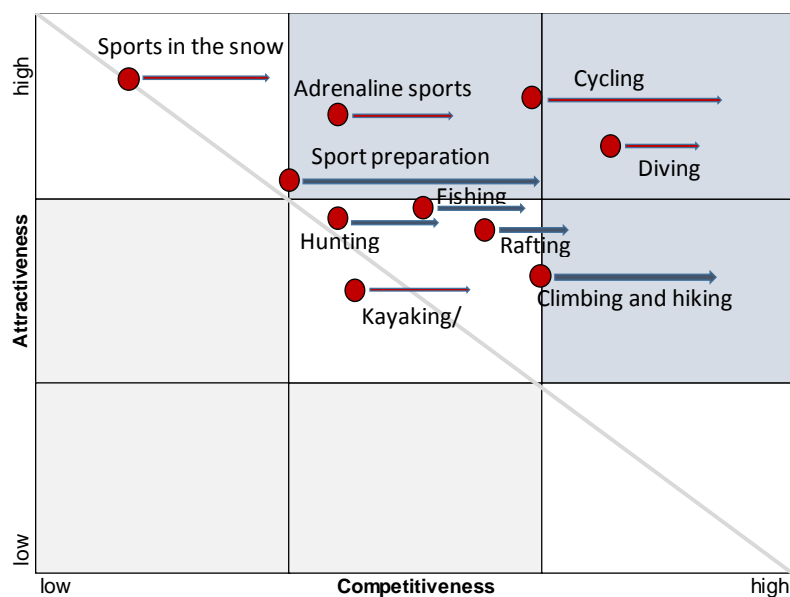 high
Sports in the snow
Adrenaline sports
Cycling
Diving
Sport preparation
Fishing
Hunting
Rafting
Climbing and hiking
Kayaking/
Attractiveness
low
low
Competitiveness
high